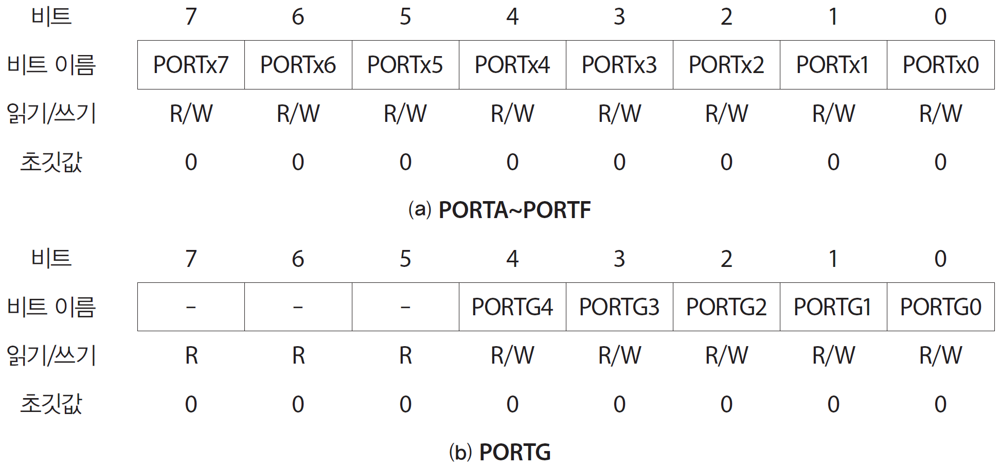 비트 7 6 5 4 3 2 1 0
비트 이름 PORTx7 PORTx6 PORTx5 PORTx4 PORTx3 PORTx2 PORTx1 PORTx0
읽기/쓰기 R/W R/W R/W R/W R/W R/W R/W R/W
초깃값 0 0 0 0 0 0 0 0
(a) PORTA~PORTF
비트 7 6 5 4 3 2 1 0
비트 이름 – – – PORTG4 PORTG3 PORTG2 PORTG1 PORTG0
읽기/쓰기 R R R R/W R/W R/W R/W R/W
초깃값 0 0 0 0 0 0 0 0
(b) PORTG